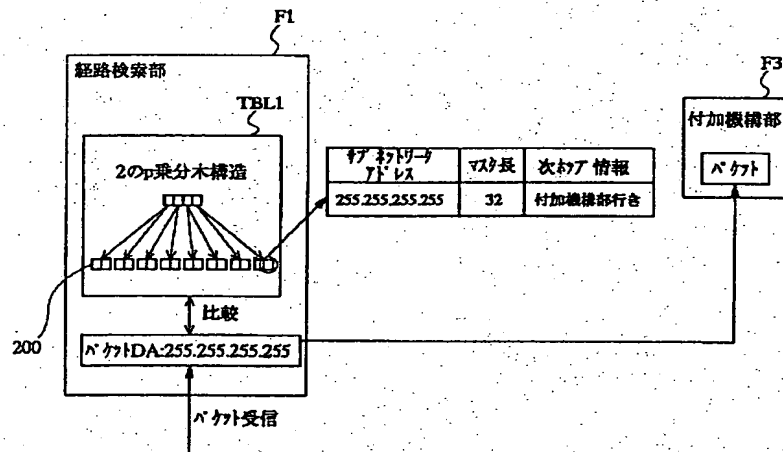 F1
経路検索部
TBL1
2のp乗分木構造
サブネットワーク
アドレス
マスク長
次ホップ情報
255.255.255.255
32
付加機構部行き
F3
付加機構部
パケット
200
比較
パケットDA:255.255.255.255
パケット受信